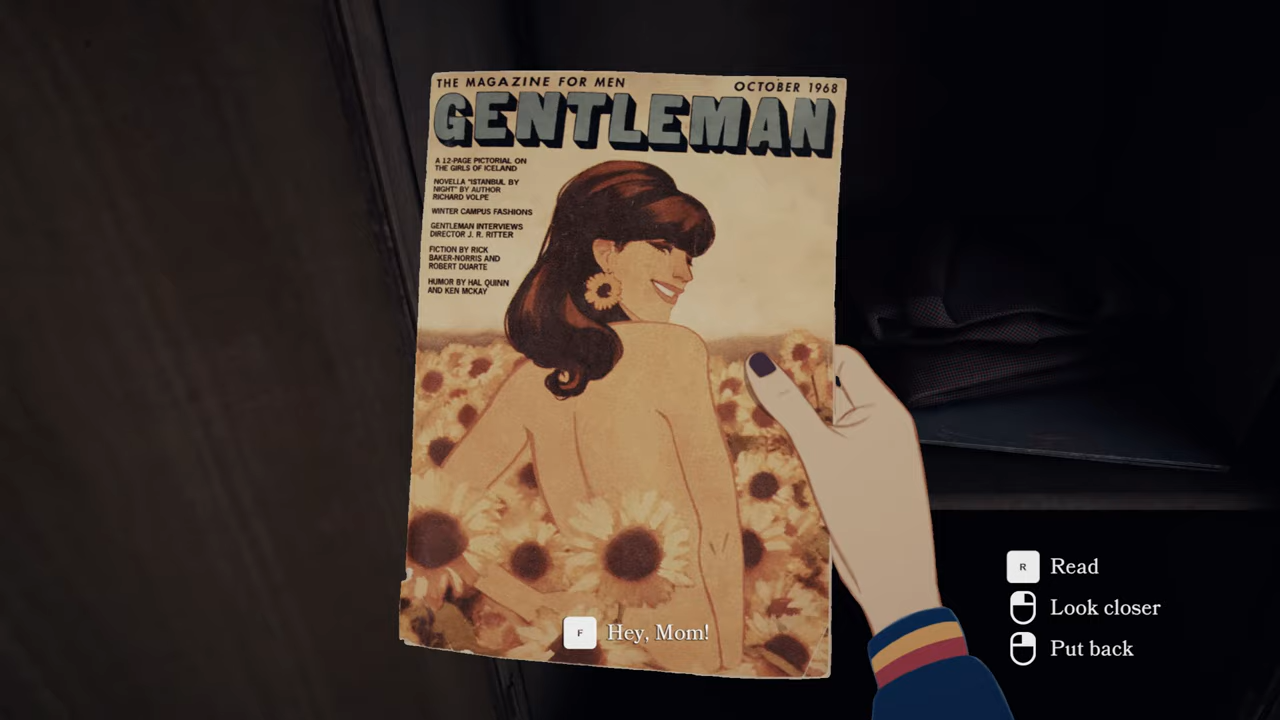 THE MAGAZINE FOR MEN
OCTOBER 1968
GENTLEMAN
A 12-PAGE PICTORIAL ON
THE GIRLS OF ICELAND
NOVELLA "ISTANBUL BY
NIGHT" BY AUTHOR
RICHARD VOLPE
WINTER CAMPUS FASHIONS
GENTLEMAN INTERVIEWS
DIRECTOR J. R. RITTER
FICTION BY RICK
BAKER-NORRIS AND
ROBERT DUARTE
HUMOR BY HAL QUINN
AND KEN MCKAY
F Hey, Mom!
R Read
Look closer
Put back